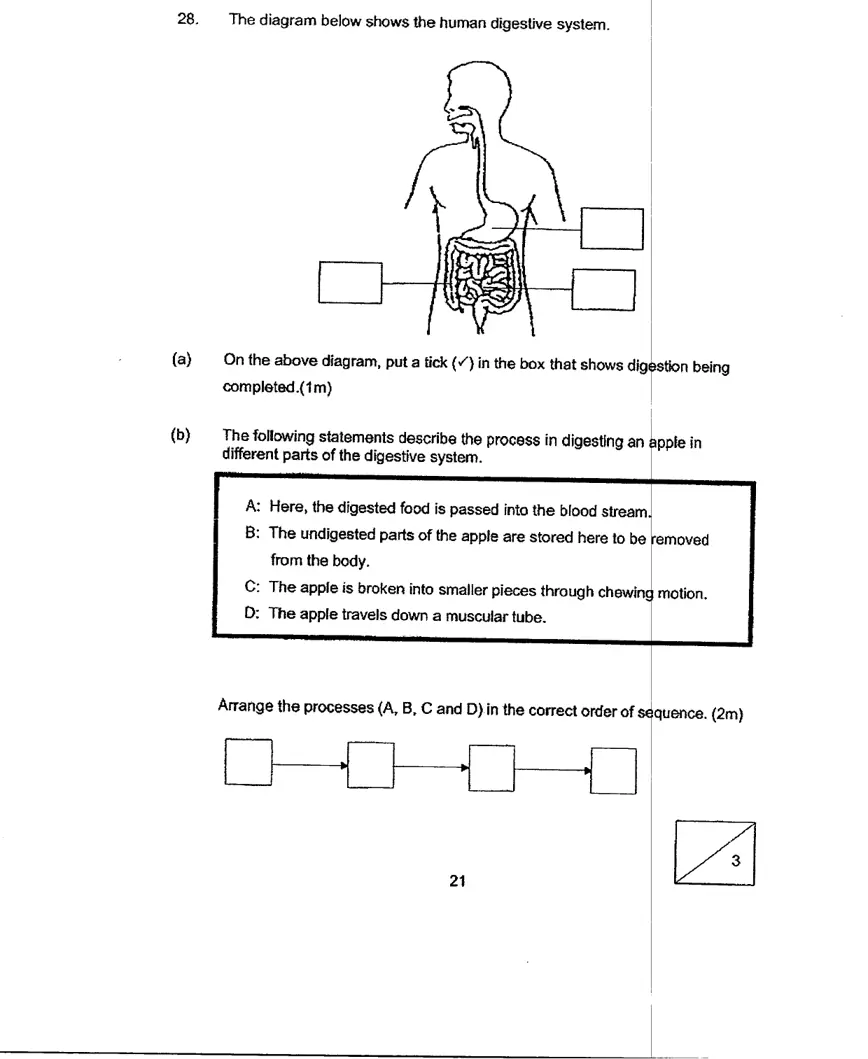 28. The diagram below shows the human digestive system.
(a) On the above diagram, put a tick (✓) in the box that shows digestion being
completed.(1m)
(b) The following statements describe the process in digesting an apple in
different parts of the digestive system.
A: Here, the digested food is passed into the blood stream.
B: The undigested parts of the apple are stored here to be removed
from the body.
C: The apple is broken into smaller pieces through chewing motion.
D: The apple travels down a muscular tube.
Arrange the processes (A, B, C and D) in the correct order of sequence. (2m)
3
21